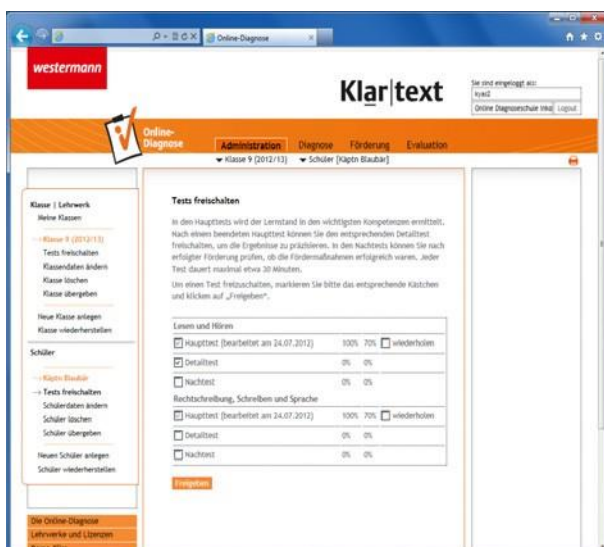 Online-Diagnose
westermann
Klar|text
Sie sind eingeloggt als:
kyas2
Online Diagnoseschule Logout
Online-
Diagnose
Administration Diagnose Förderung Evaluation
Klasse 9 (2012/13) Schüler [Käptn Blaubär]
Klasse | Lehrwerk
Meine Klassen
Klasse 9 (2012/13)
Tests freischalten
Klassendaten ändern
Klasse löschen
Klasse übergeben
Neue Klasse anlegen
Klasse wiederherstellen
Schüler
Käptn Blaubär
Tests freischalten
Schülerdaten ändern
Schüler löschen
Schüler übergeben
Neuen Schüler anlegen
Schüler wiederherstellen
Die Online-Diagnose
Lehrwerke und Lizenzen
Tests freischalten
In den Haupttests wird der Lernstand in den wichtigsten Kompetenzen ermittelt.
Nach einem beendeten Haupttest können Sie den entsprechenden Detailtest
freischalten, um die Ergebnisse zu präzisieren. In den Nachtests können Sie nach
erfolgter Förderung prüfen, ob die Fördermaßnahmen erfolgreich waren. Jeder
Test dauert maximal etwa 30 Minuten.
Um einen Test freizuschalten, markieren Sie bitte das entsprechende Kästchen
und klicken auf „Freigeben".
Lesen und Hören
Haupttest (bearbeitet am 24.07.2012) 100% 70% wiederholen
Detailtest 0% 0%
Nachtest 0% 0%
Rechtschreibung, Schreiben und Sprache
Haupttest (bearbeitet am 24.07.2012) 100% 70% wiederholen
Detailtest 0% 0%
Nachtest 0% 0%
Freigeben